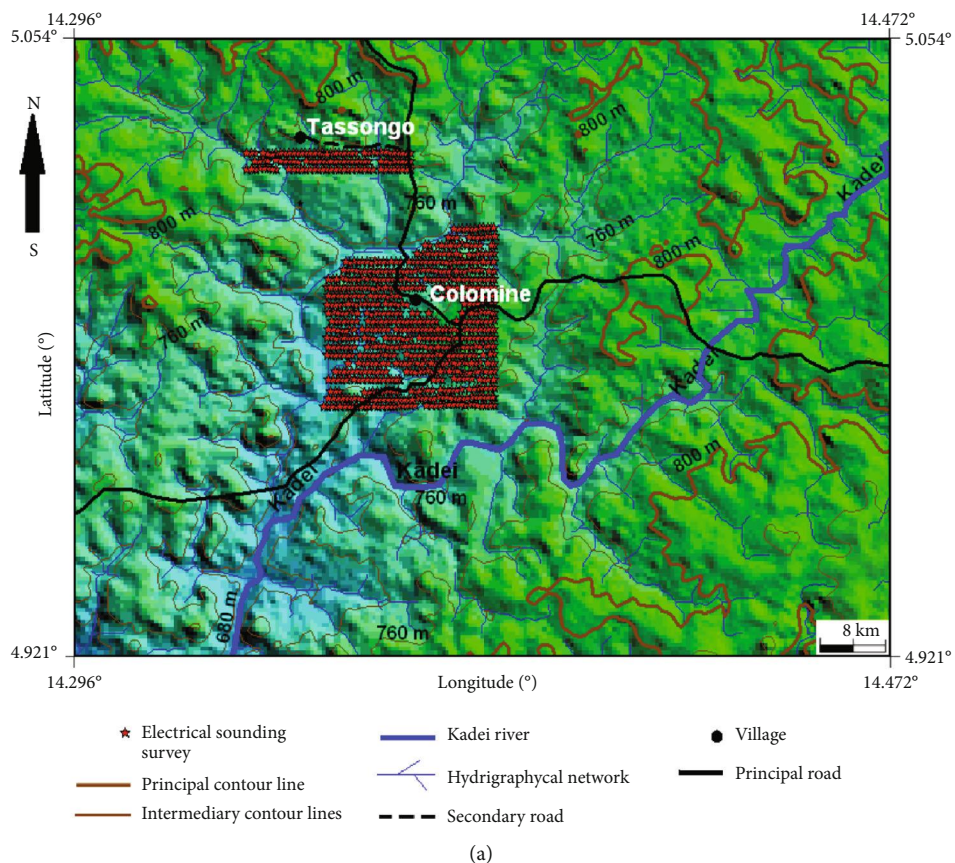 14.296°
14.472°
5.054°
5.054°
N
S
800 m
Tassongo
800 m
Kadei
760 m
800 m
760 m
800 m
Colomine
760 m
Kadei
Latitude (°)
800 m
Kadei
Kadei
760 m
680 m
760 m
8 km
4.921°
4.921°
14.296°
Longitude (°)
14.472°
Electrical sounding
survey
Kadei river
Village
Principal contour line
Hydrigraphycal network
Principal road
Intermediary contour lines
Secondary road
(a)